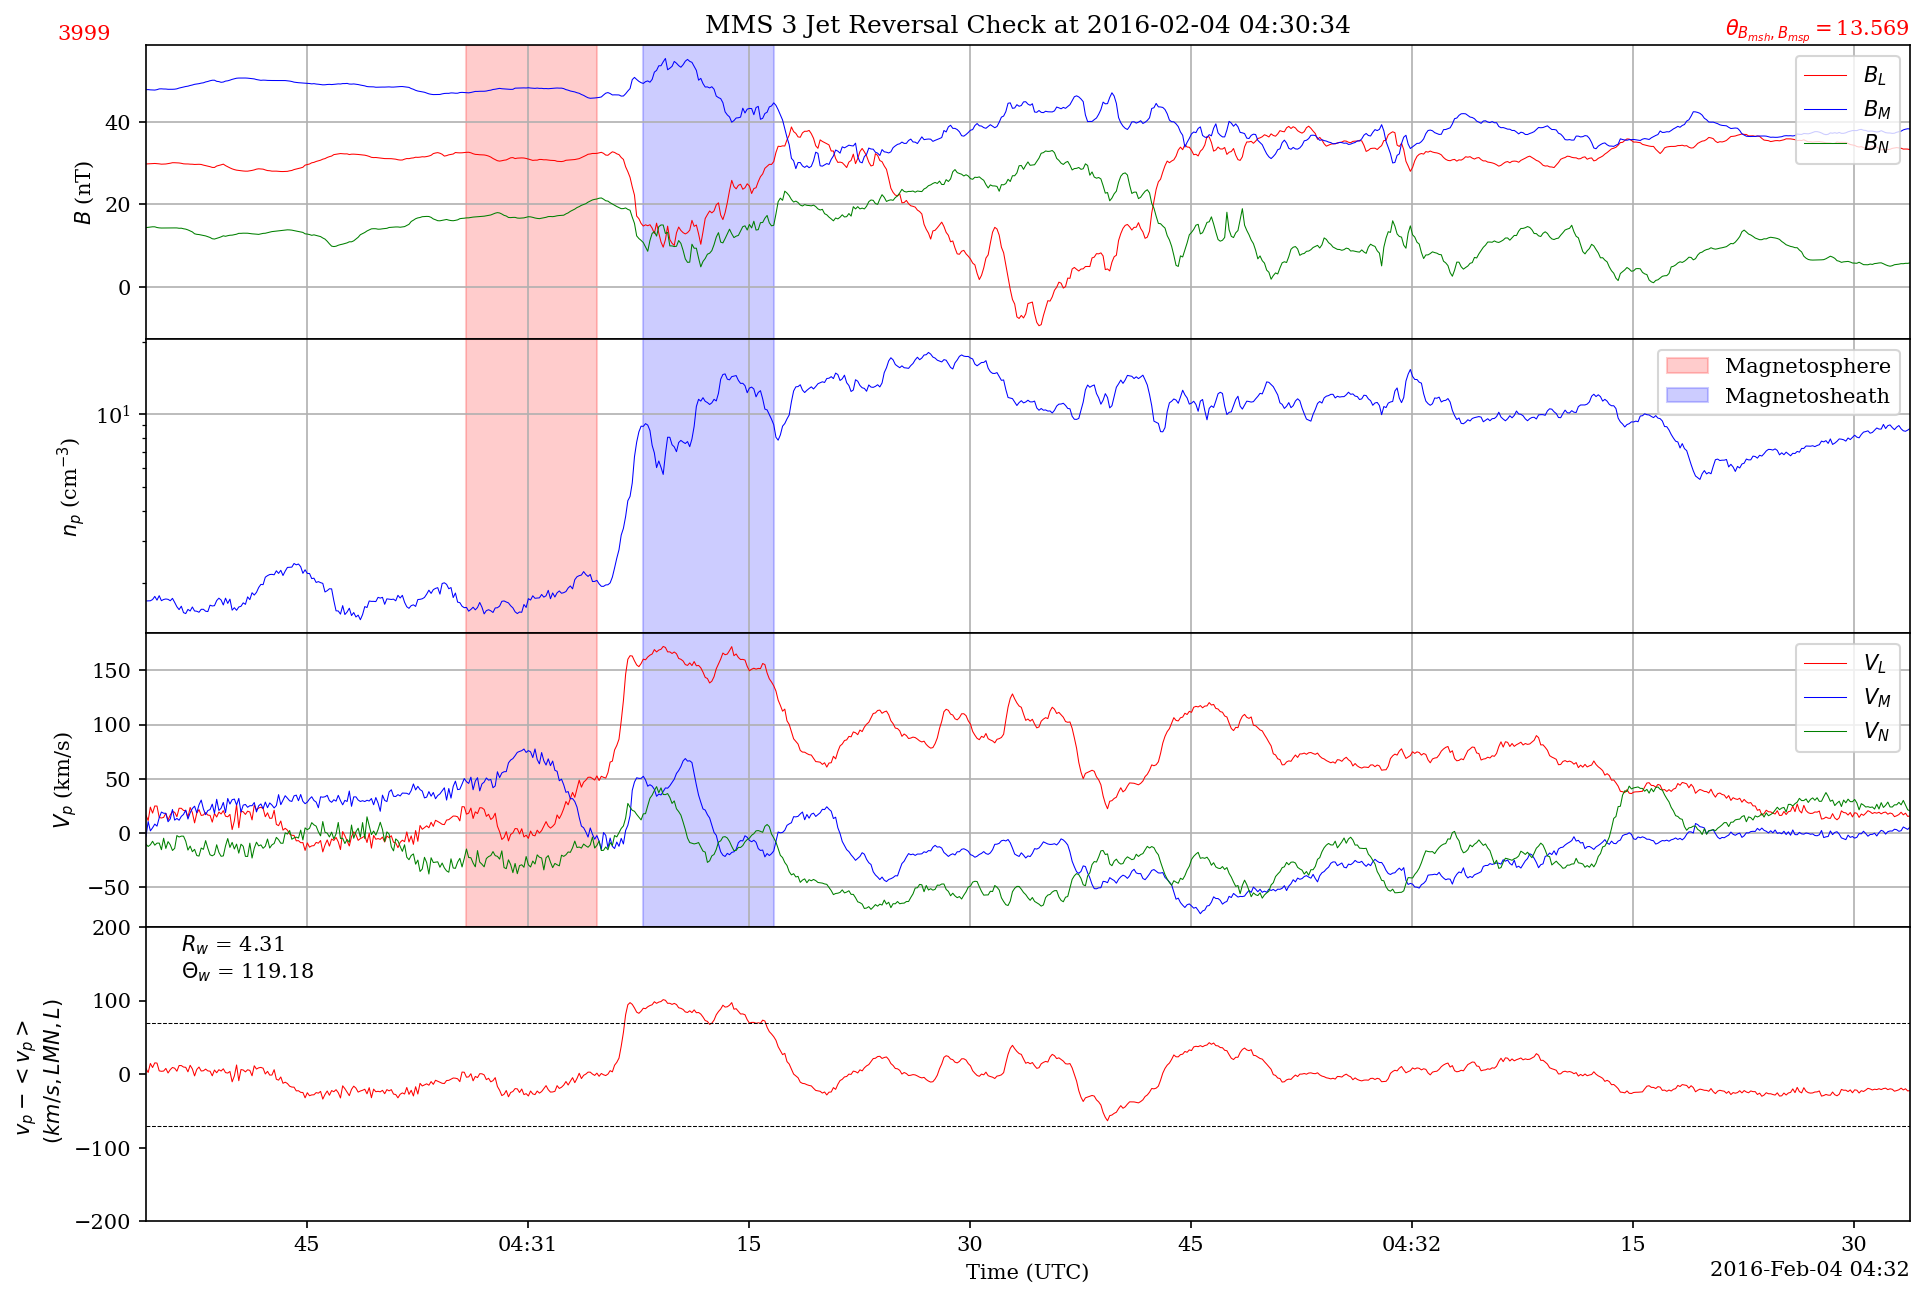 3999
MMS 3 Jet Reversal Check at 2016-02-04 04:30:34
θ_{B_{msh}, B_{msp}} = 13.569
B (nT)
40
20
0
B_L
B_M
B_N
n_p (cm⁻³)
10¹
Magnetosphere
Magnetosheath
V_p (km/s)
150
100
50
0
−50
V_L
V_M
V_N
v_p − < v_p >
(km/s, LMN, L)
200
100
0
−100
−200
R_w = 4.31
Θ_w = 119.18
45 04:31 15 30 45 04:32 15 30
Time (UTC)
2016-Feb-04 04:32